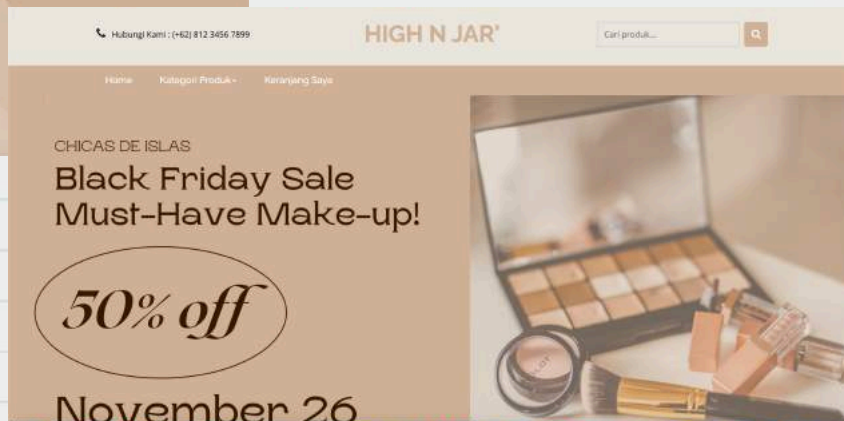 Hubungi Kami : (+62) 812 3456 7899
HIGH N JAR'
Cari produk...
Home Kategori Produk Keranjang Saya
CHICAS DE ISLAS
Black Friday Sale
Must-Have Make-up!
50% off
November 26